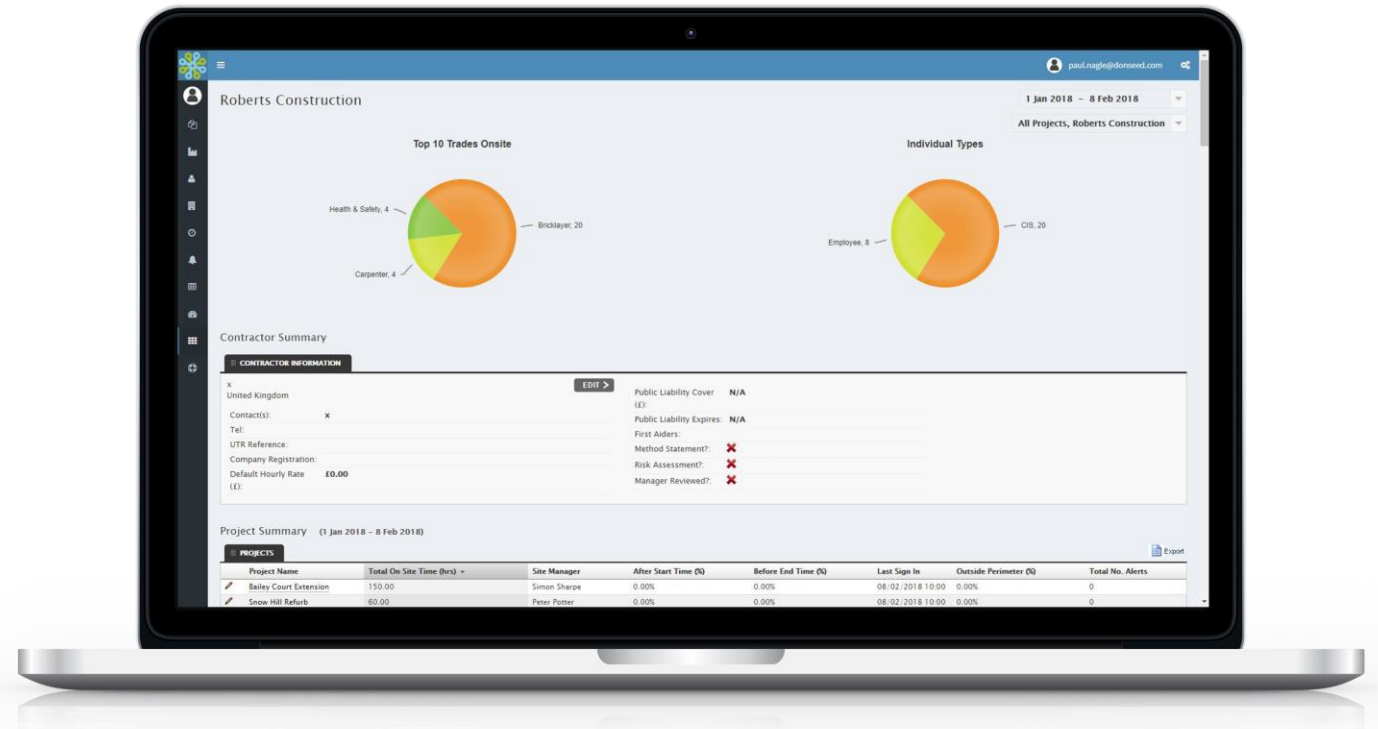 paul.nagle@donseed.com
Roberts Construction
1 Jan 2018 – 8 Feb 2018
All Projects, Roberts Construction
Top 10 Trades Onsite
Individual Types
Health & Safety, 4
Bricklayer, 20
Carpenter, 4
Employee, 8
CIS, 20
Contractor Summary
CONTRACTOR INFORMATION
x
United Kingdom
EDIT
Contact(s): x
Tel:
UTR Reference:
Company Registration:
Default Hourly Rate £0.00
(£):
Public Liability Cover N/A
(£):
Public Liability Expires: N/A
First Aiders:
Method Statement?:
Risk Assessment?:
Manager Reviewed?:
Project Summary (1 Jan 2018 – 8 Feb 2018)
PROJECTS
Export
Project Name Total On Site Time (hrs) Site Manager After Start Time (%) Before End Time (%) Last Sign In Outside Perimeter (%) Total No. Alerts
Bailey Court Extension 150.00 Simon Sharpe 0.00% 0.00% 08/02/2018 10:00 0.00% 0
Snow Hill Refurb 60.00 Peter Potter 0.00% 0.00% 08/02/2018 10:00 0.00% 0